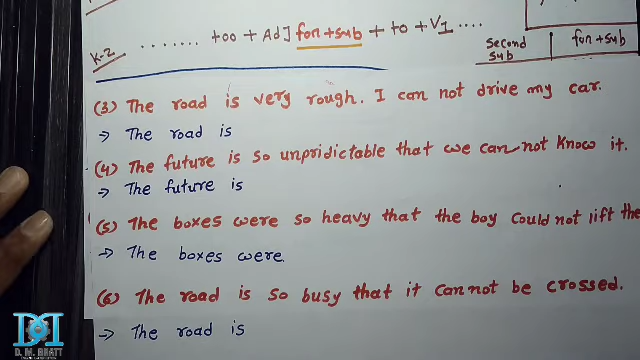 K-2 ........ too + Adj for+sub + to + V1 ....
second sub | for+sub
(3) The road is very rough. I can not drive my car.
→ The road is
(4) The future is so unpridictable that we can not know it.
→ The future is
(5) The boxes were so heavy that the boy could not lift the
→ The boxes were
(6) The road is so busy that it cannot be crossed.
→ The road is
D. M. BHATT